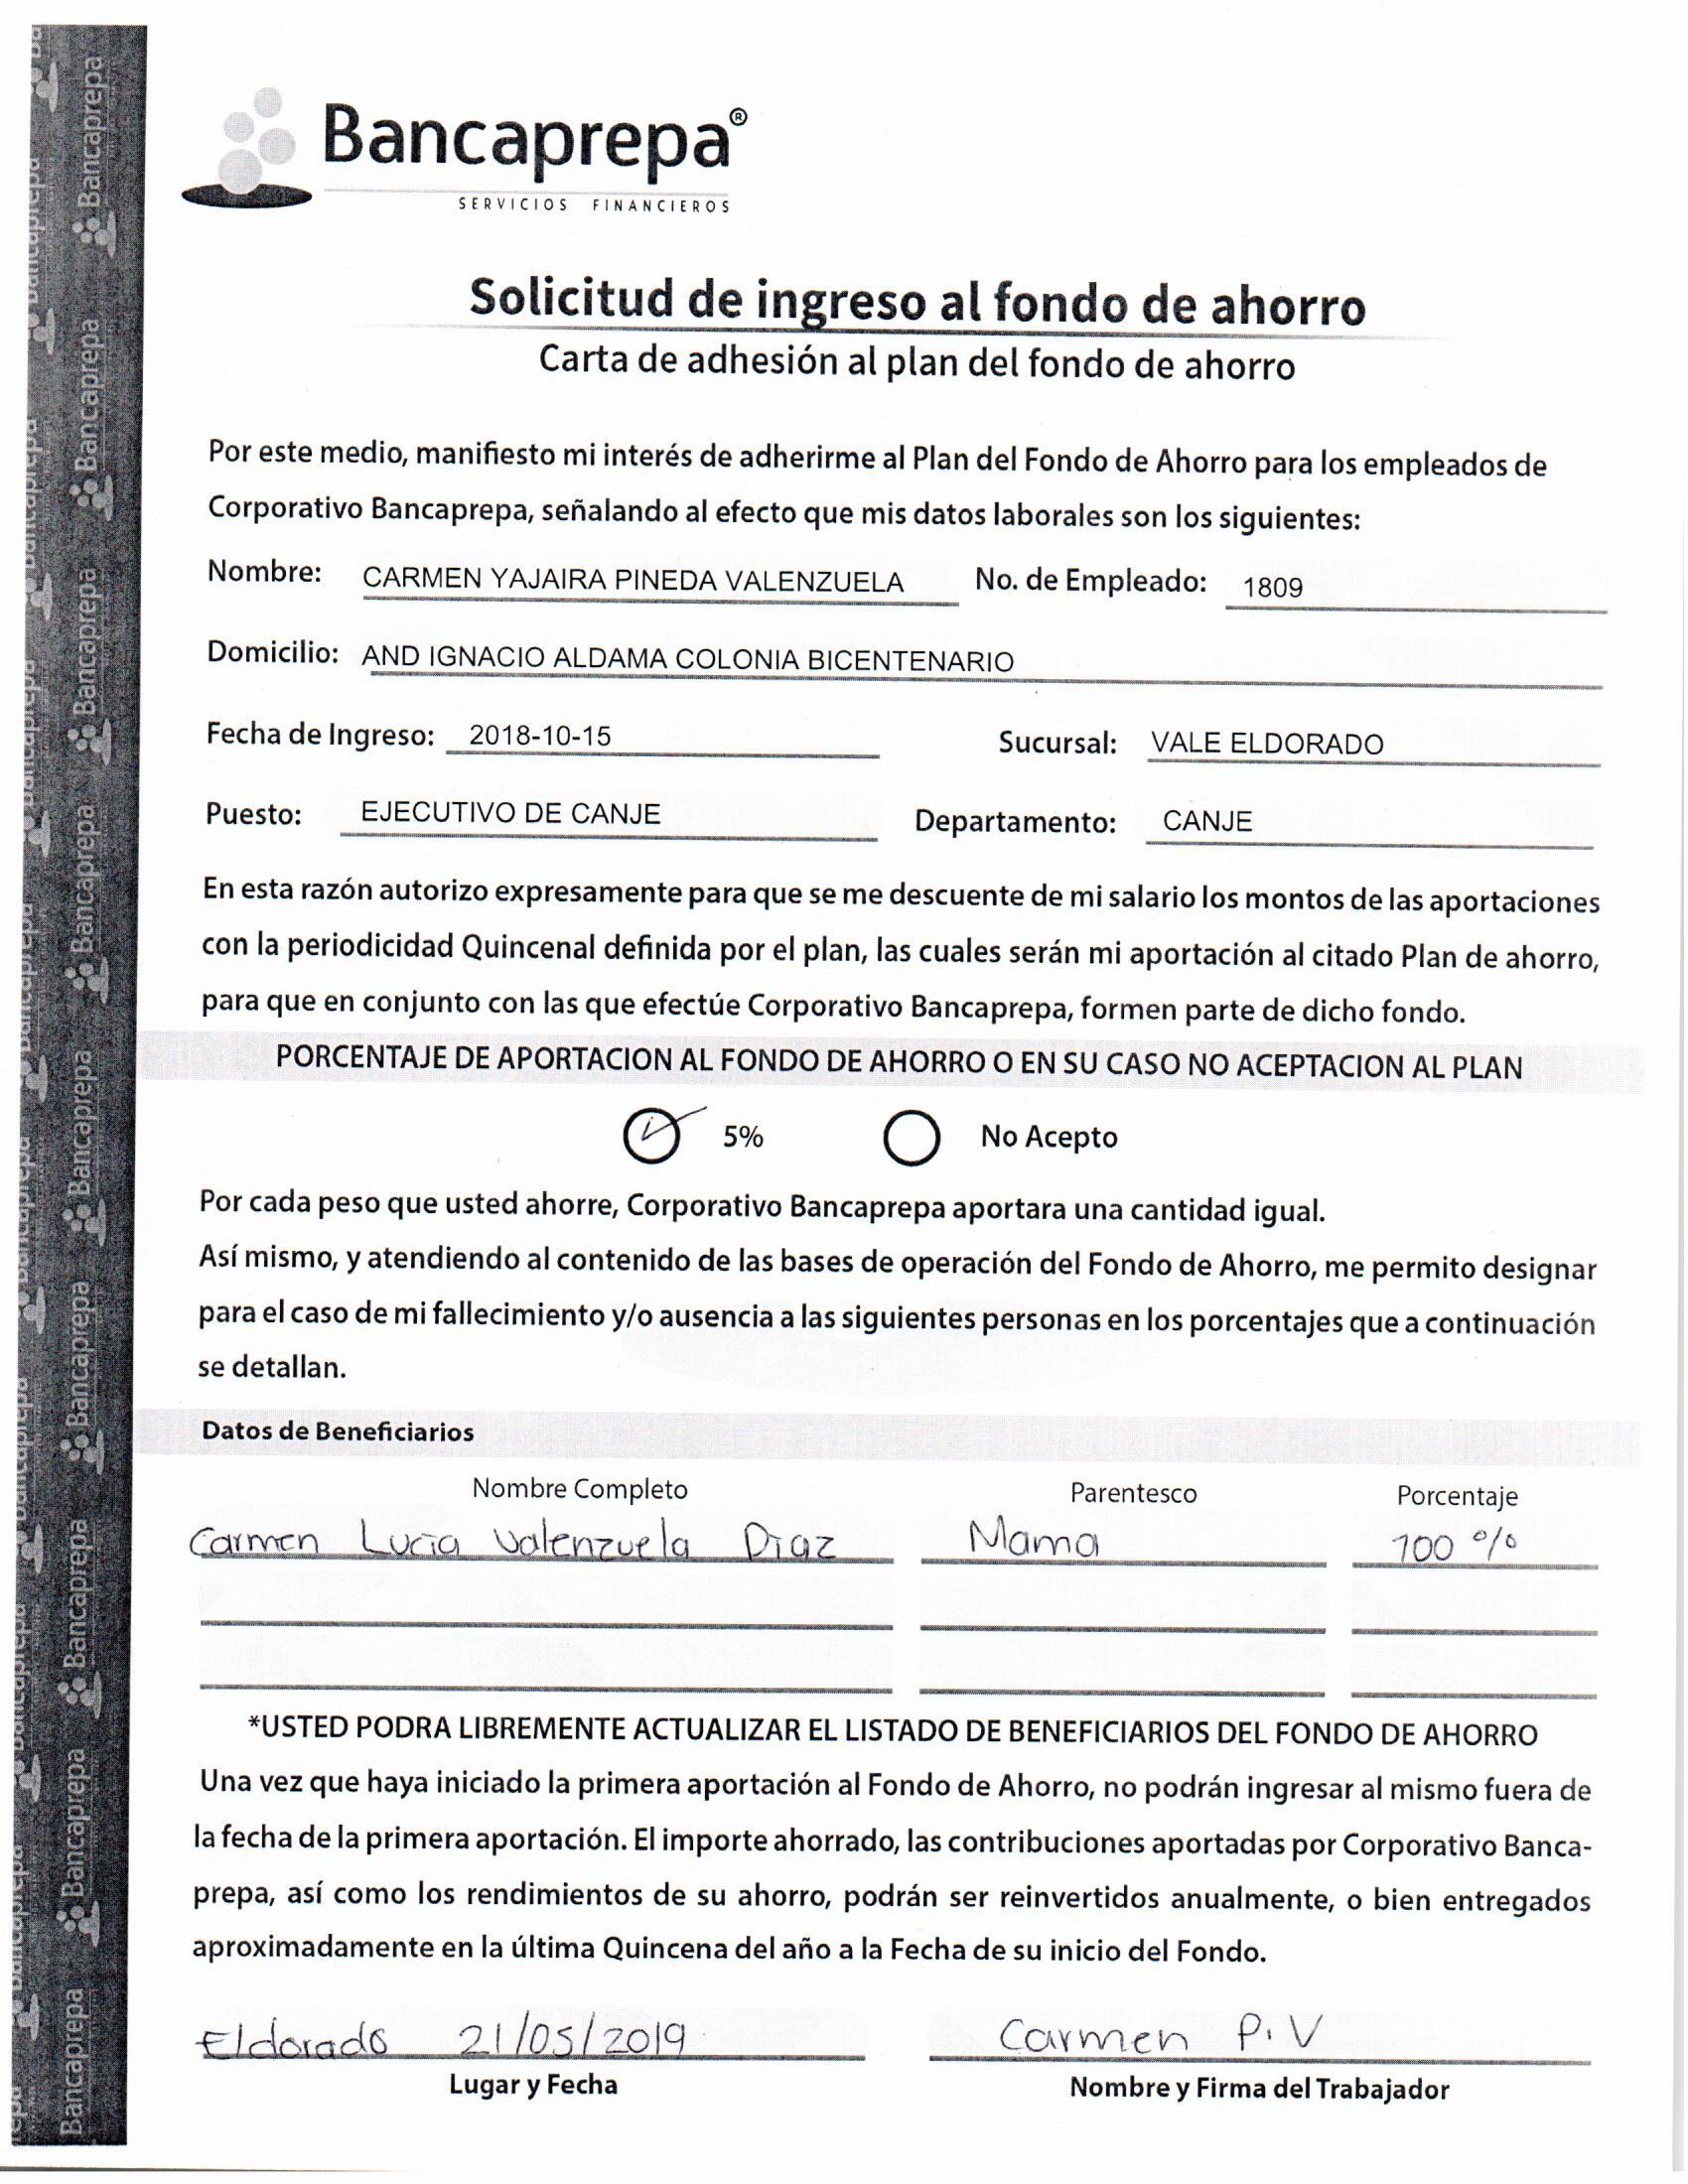 Bancaprepa®
SERVICIOS FINANCIEROS
Solicitud de ingreso al fondo de ahorro
Carta de adhesión al plan del fondo de ahorro
Por este medio, manifiesto mi interés de adherirme al Plan del Fondo de Ahorro para los empleados de
Corporativo Bancaprepa, señalando al efecto que mis datos laborales son los siguientes:
Nombre: CARMEN YAJAIRA PINEDA VALENZUELA No. de Empleado: 1809
Domicilio: AND IGNACIO ALDAMA COLONIA BICENTENARIO
Fecha de Ingreso: 2018-10-15 Sucursal: VALE ELDORADO
Puesto: EJECUTIVO DE CANJE Departamento: CANJE
En esta razón autorizo expresamente para que se me descuente de mi salario los montos de las aportaciones
con la periodicidad Quincenal definida por el plan, las cuales serán mi aportación al citado Plan de ahorro,
para que en conjunto con las que efectúe Corporativo Bancaprepa, formen parte de dicho fondo.
PORCENTAJE DE APORTACION AL FONDO DE AHORRO O EN SU CASO NO ACEPTACION AL PLAN
5% No Acepto
Por cada peso que usted ahorre, Corporativo Bancaprepa aportara una cantidad igual.
Así mismo, y atendiendo al contenido de las bases de operación del Fondo de Ahorro, me permito designar
para el caso de mi fallecimiento y/o ausencia a las siguientes personas en los porcentajes que a continuación
se detallan.
Datos de Beneficiarios
Nombre Completo Parentesco Porcentaje
Carmen Lucia Valenzuela Diaz Mama 100 %
*USTED PODRA LIBREMENTE ACTUALIZAR EL LISTADO DE BENEFICIARIOS DEL FONDO DE AHORRO
Una vez que haya iniciado la primera aportación al Fondo de Ahorro, no podrán ingresar al mismo fuera de
la fecha de la primera aportación. El importe ahorrado, las contribuciones aportadas por Corporativo Banca-
prepa, así como los rendimientos de su ahorro, podrán ser reinvertidos anualmente, o bien entregados
aproximadamente en la última Quincena del año a la Fecha de su inicio del Fondo.
Eldorado 21/05/2019 Carmen P.V
Lugar y Fecha Nombre y Firma del Trabajador